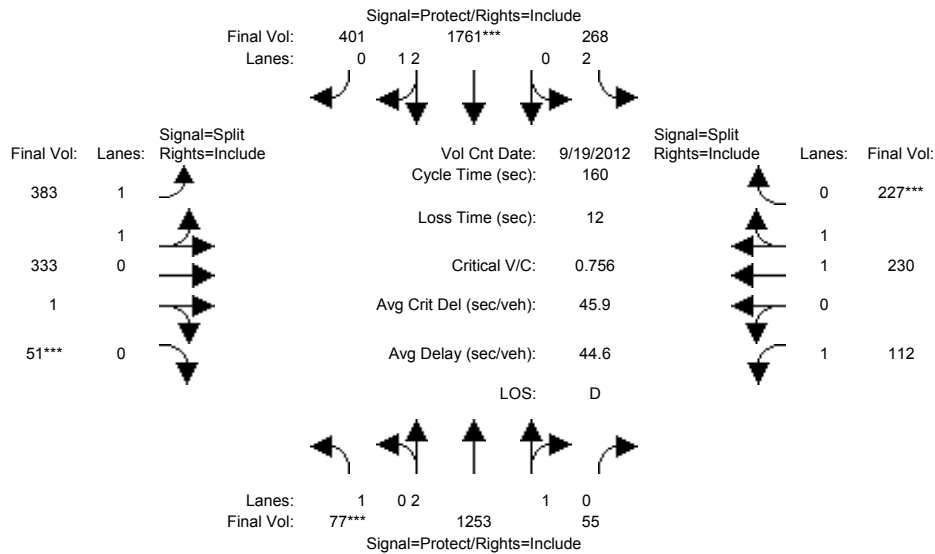 Signal=Protect/Rights=Include
Final Vol: 401 1761*** 268
Lanes: 0 1 2 0 2
Signal=Split
Final Vol: Lanes: Rights=Include
Vol Cnt Date: 9/19/2012
Signal=Split
Rights=Include Lanes: Final Vol:
Cycle Time (sec): 160
383 1
0 227***
Loss Time (sec): 12
1
1
333 0
Critical V/C: 0.756
1 230
1
Avg Crit Del (sec/veh): 45.9
0
51*** 0
Avg Delay (sec/veh): 44.6
1 112
LOS: D
Lanes: 1 0 2 1 0
Final Vol: 77*** 1253 55
Signal=Protect/Rights=Include